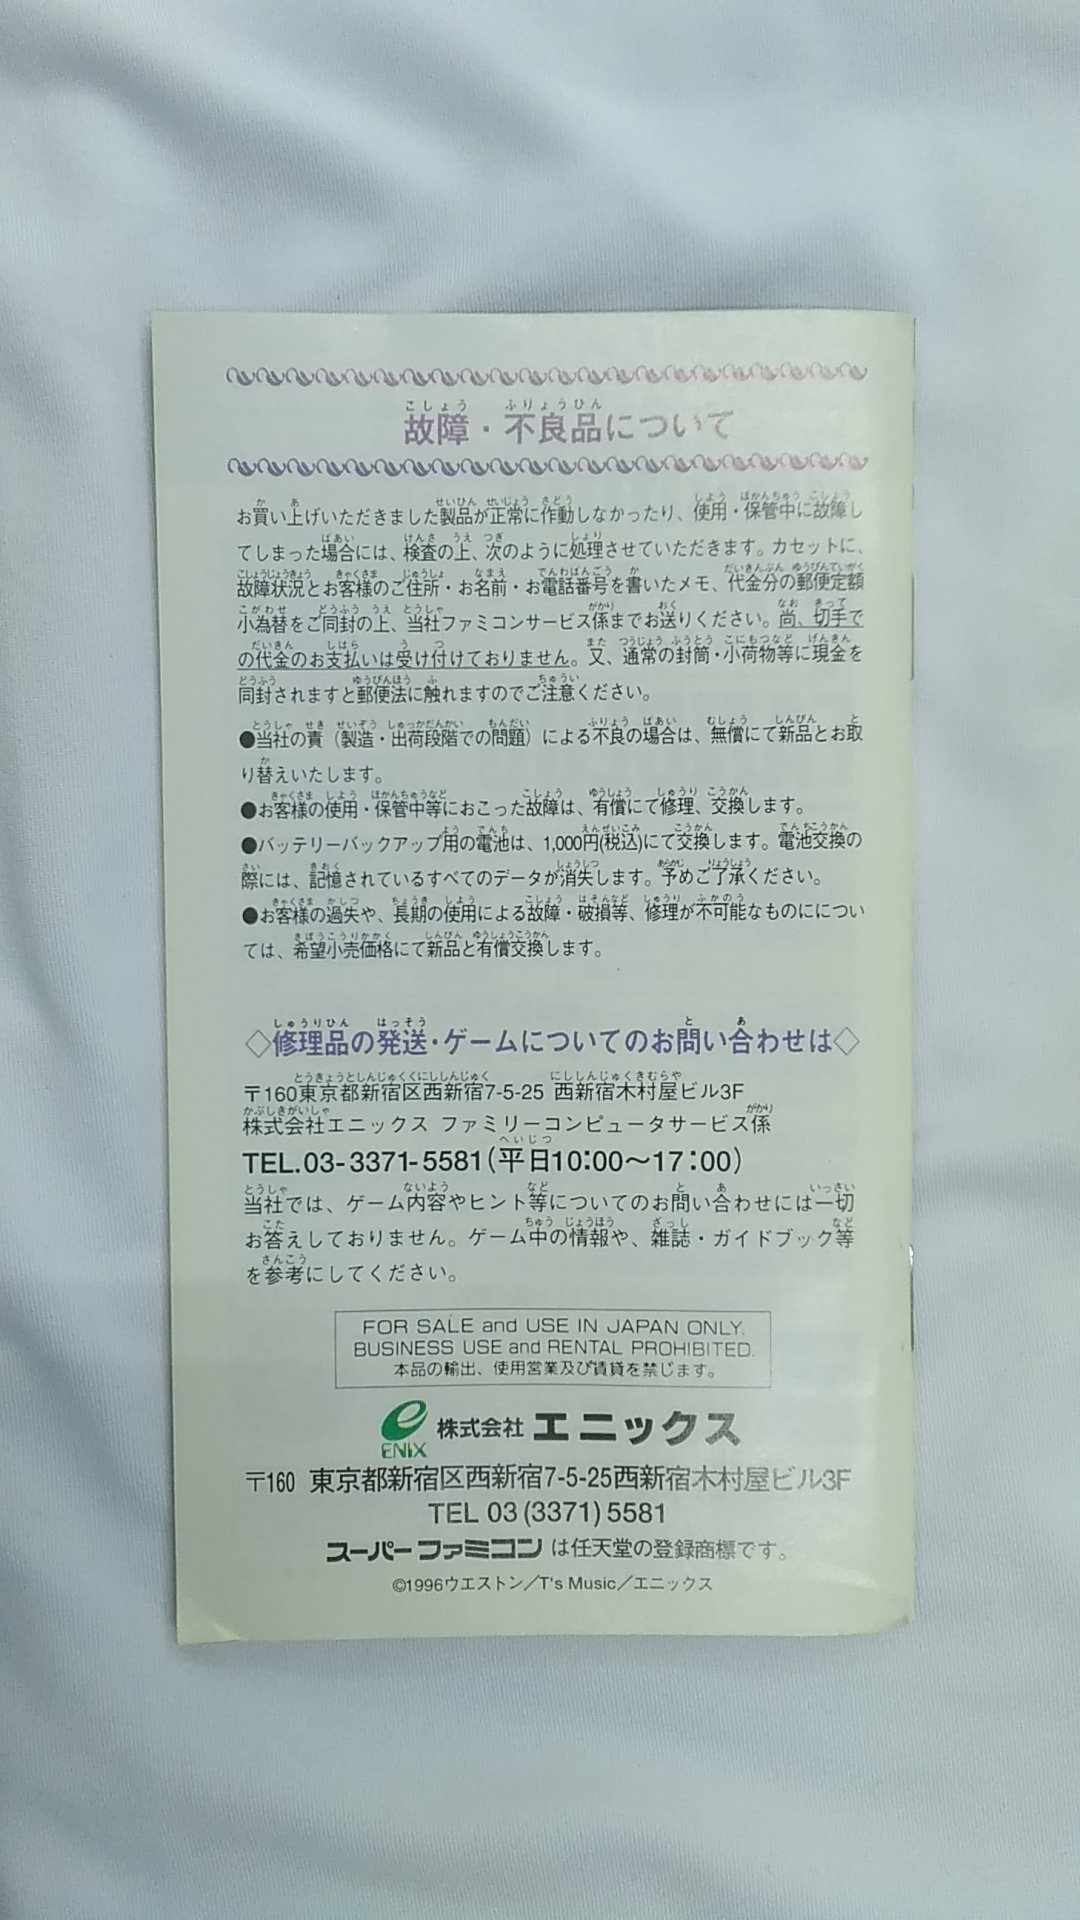 故障・不良品について
お買い上げいただきました製品が正常に作動しなかったり、使用・保管中に故障し
てしまった場合には、検査の上、次のように処理させていただきます。カセットに、
故障状況とお客様のご住所・お名前・お電話番号を書いたメモ、代金分の郵便定額
小為替をご同封の上、当社ファミコンサービス係までお送りください。尚、切手で
の代金のお支払いは受け付けておりません。又、通常の封筒・小荷物等に現金を
同封されますと郵便法に触れますのでご注意ください。
●当社の責（製造・出荷段階での問題）による不良の場合は、無償にて新品とお取
り替えいたします。
●お客様の使用・保管中等におこった故障は、有償にて修理、交換します。
●バッテリーバックアップ用の電池は、1,000円(税込)にて交換します。電池交換の
際には、記憶されているすべてのデータが消失します。予めご了承ください。
●お客様の過失や、長期の使用による故障・破損等、修理が不可能なものにについ
ては、希望小売価格にて新品と有償交換します。
◇修理品の発送・ゲームについてのお問い合わせは◇
〒160東京都新宿区西新宿7-5-25 西新宿木村屋ビル3F
株式会社エニックス ファミリーコンピュータサービス係
TEL.03-3371-5581(平日10:00〜17:00)
当社では、ゲーム内容やヒント等についてのお問い合わせには一切
お答えしておりません。ゲーム中の情報や、雑誌・ガイドブック等
を参考にしてください。
FOR SALE and USE IN JAPAN ONLY.
BUSINESS USE and RENTAL PROHIBITED.
本品の輸出、使用営業及び賃貸を禁じます。
ENIX 株式会社 エニックス
〒160 東京都新宿区西新宿7-5-25西新宿木村屋ビル3F
TEL 03(3371)5581
スーパーファミコンは任天堂の登録商標です。
©1996ウエストン／T's Music／エニックス